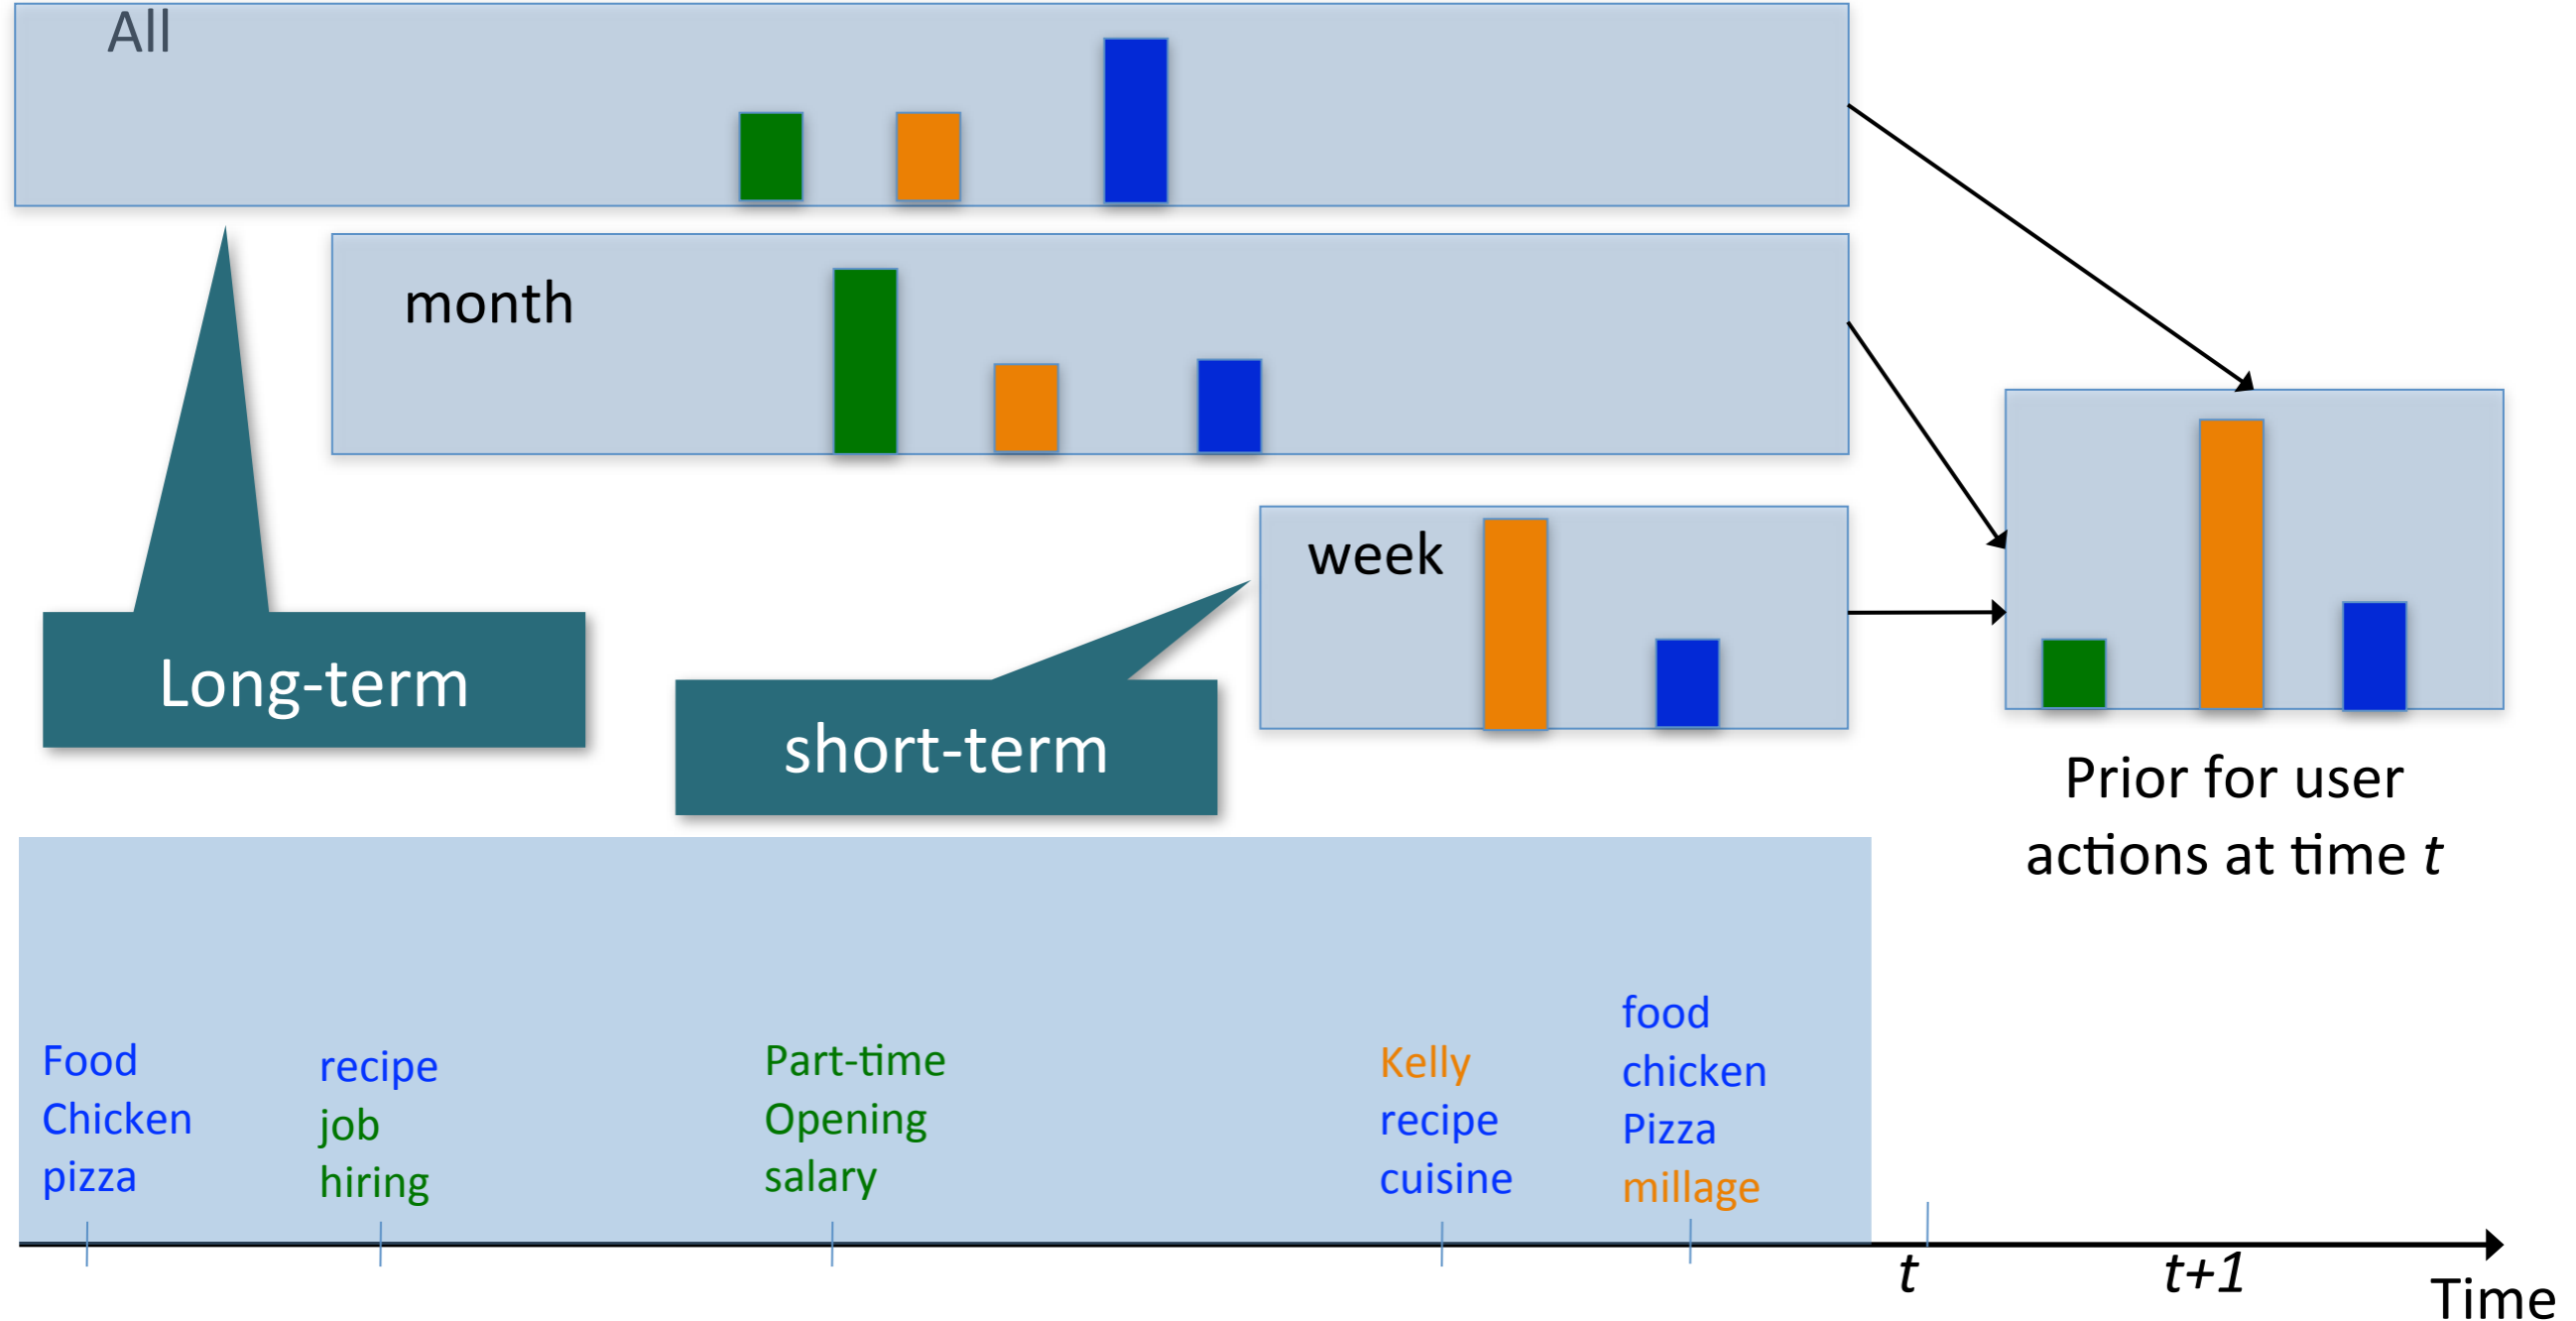 All
month
week
Long-term
short-term
Prior for user
actions at time t
Food
Chicken
pizza
recipe
job
hiring
Part-time
Opening
salary
Kelly
recipe
cuisine
food
chicken
Pizza
millage
t
t+1
Time